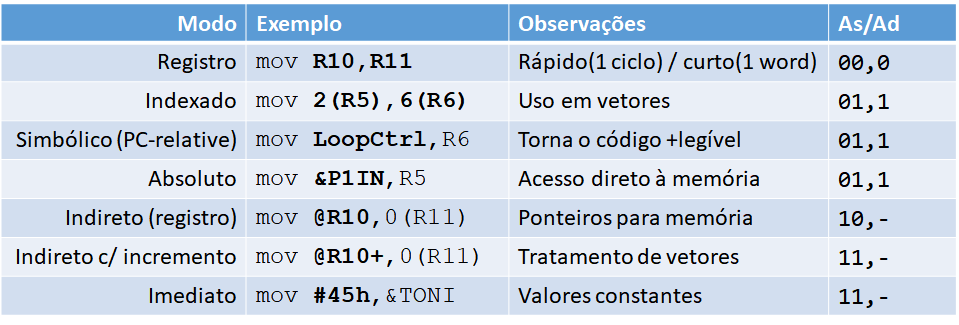 Modo Exemplo Observações As/Ad
Registro mov R10,R11 Rápido(1 ciclo) / curto(1 word) 00,0
Indexado mov 2(R5),6(R6) Uso em vetores 01,1
Simbólico (PC-relative) mov LoopCtrl,R6 Torna o código +legível 01,1
Absoluto mov &P1IN,R5 Acesso direto à memória 01,1
Indireto (registro) mov @R10,0(R11) Ponteiros para memória 10,-
Indireto c/ incremento mov @R10+,0(R11) Tratamento de vetores 11,-
Imediato mov #45h,&TONI Valores constantes 11,-